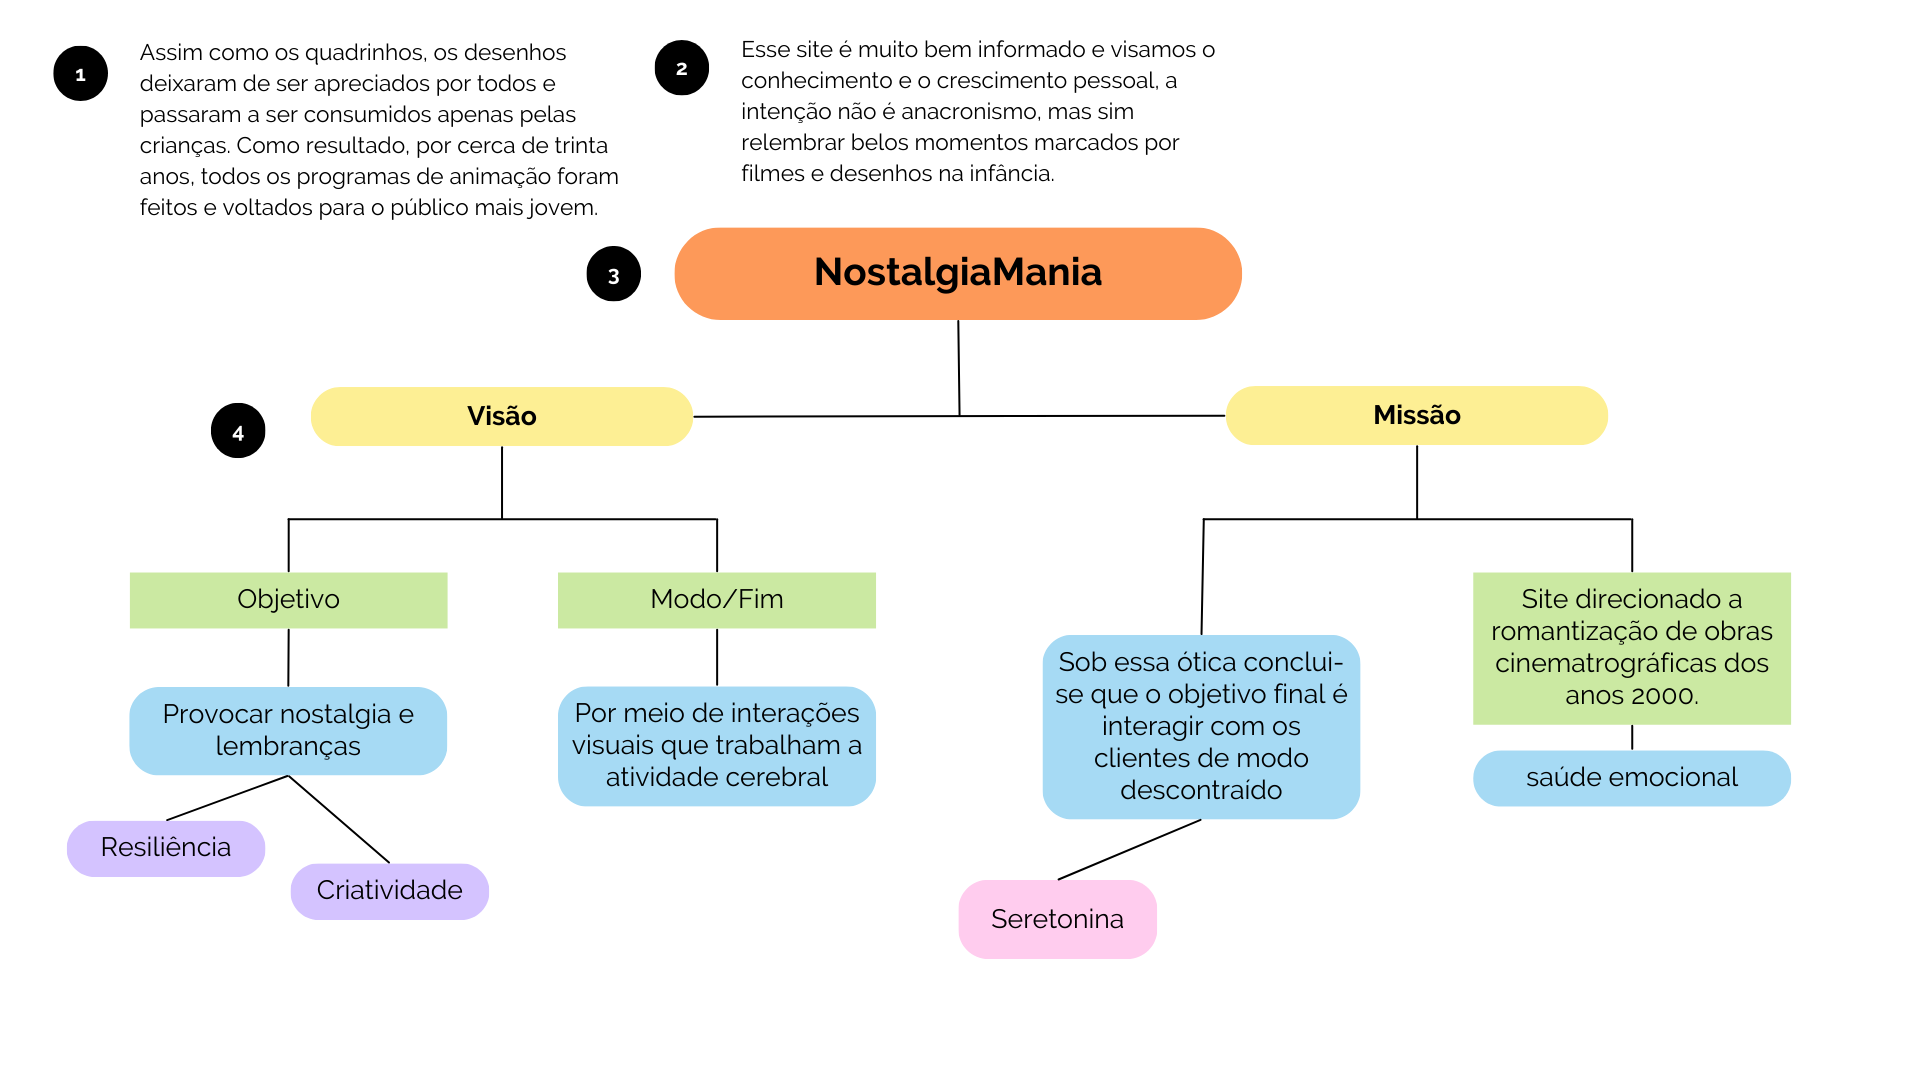 1
Assim como os quadrinhos, os desenhos
deixaram de ser apreciados por todos e
passaram a ser consumidos apenas pelas
crianças. Como resultado, por cerca de trinta
anos, todos os programas de animação foram
feitos e voltados para o público mais jovem.
2
Esse site é muito bem informado e visamos o
conhecimento e o crescimento pessoal, a
intenção não é anacronismo, mas sim
relembrar belos momentos marcados por
filmes e desenhos na infância.
3
NostalgiaMania
4
Visão
Missão
Objetivo
Modo/Fim
Provocar nostalgia e
lembranças
Por meio de interações
visuais que trabalham a
atividade cerebral
Resiliência
Criatividade
Sob essa ótica conclui-
se que o objetivo final é
interagir com os
clientes de modo
descontraído
Seretonina
Site direcionado a
romantização de obras
cinematrográficas dos
anos 2000.
saúde emocional